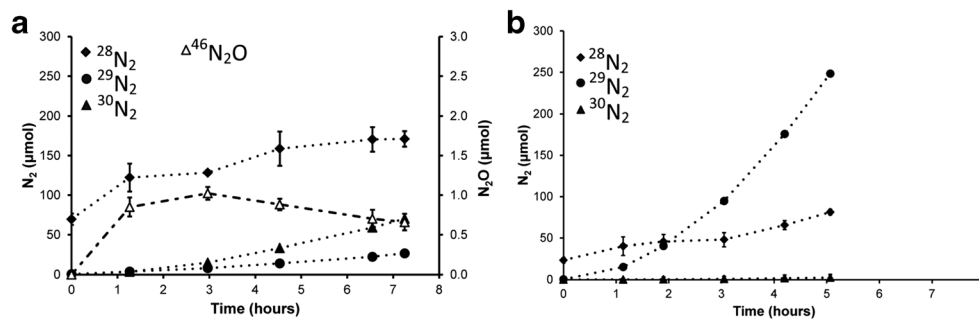 a
300
250
200
150
100
50
0
N₂ (µmol)
◆ ²⁸N₂
● ²⁹N₂
▲ ³⁰N₂
△ ⁴⁶N₂O
3.0
2.5
2.0
1.5
1.0
0.5
0.0
N₂O (µmol)
0 1 2 3 4 5 6 7 8
Time (hours)
b
300
250
200
150
100
50
0
N₂ (µmol)
◆ ²⁸N₂
● ²⁹N₂
▲ ³⁰N₂
0 1 2 3 4 5 6 7
Time (hours)